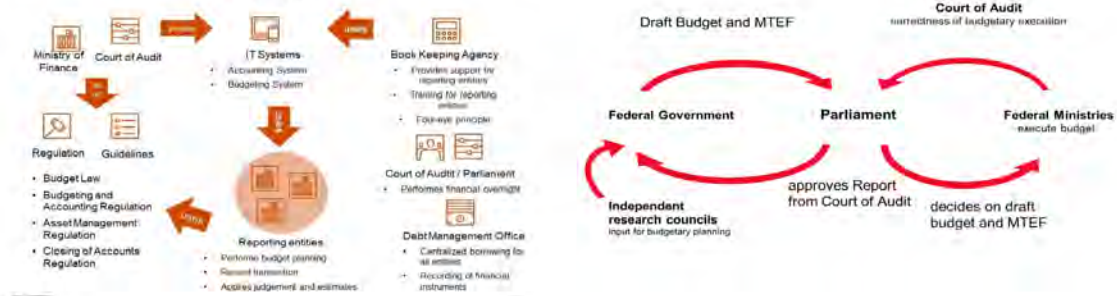 Ministry of
Finance
Court of Audit
IT Systems
• Accounting System
• Budgeting System
Book Keeping Agency
• Provides support for
reporting entities
• Training for reporting
entities
• Four-eye principle
Regulation
Guidelines
• Budget Law
• Budgeting and
Accounting Regulation
• Asset Management
Regulation
• Closing of Accounts
Regulation
Reporting entities
• Performs budget planning
• Record transaction
• Applies judgement and estimates
Court of Audit / Parliament
• Performs financial oversight
Debt Management Office
• Centralized borrowing for
all entities
• Recording of financial
instruments
Draft Budget and MTEF
Court of Audit
correctness of budgetary execution
Federal Government
Parliament
Federal Ministries
execute budget
Independent
research councils
input for budgetary planning
approves Report
from Court of Audit
decides on draft
budget and MTEF